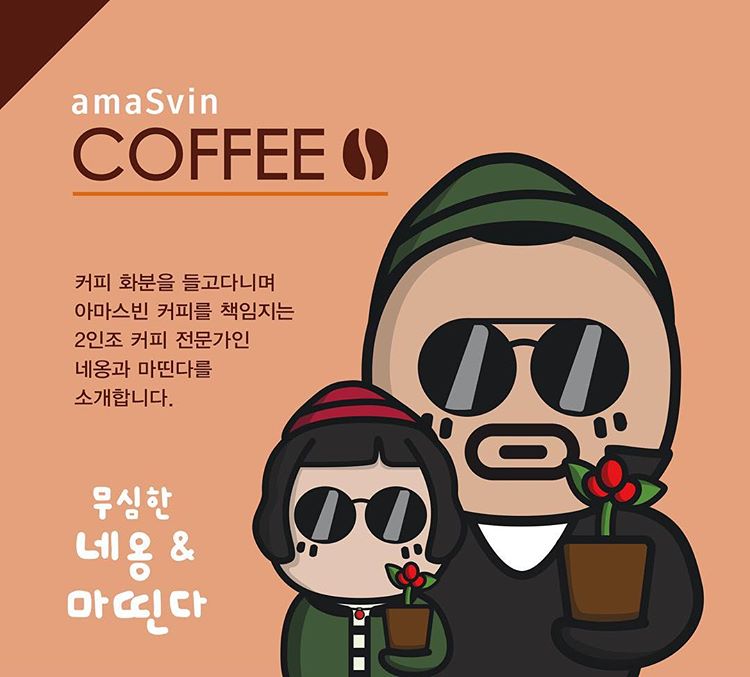 amaSvin
COFFEE
커피 화분을 들고다니며
아마스빈 커피를 책임지는
2인조 커피 전문가인
네옹과 마띤다를
소개합니다.
무심한
네옹 &
마띤다